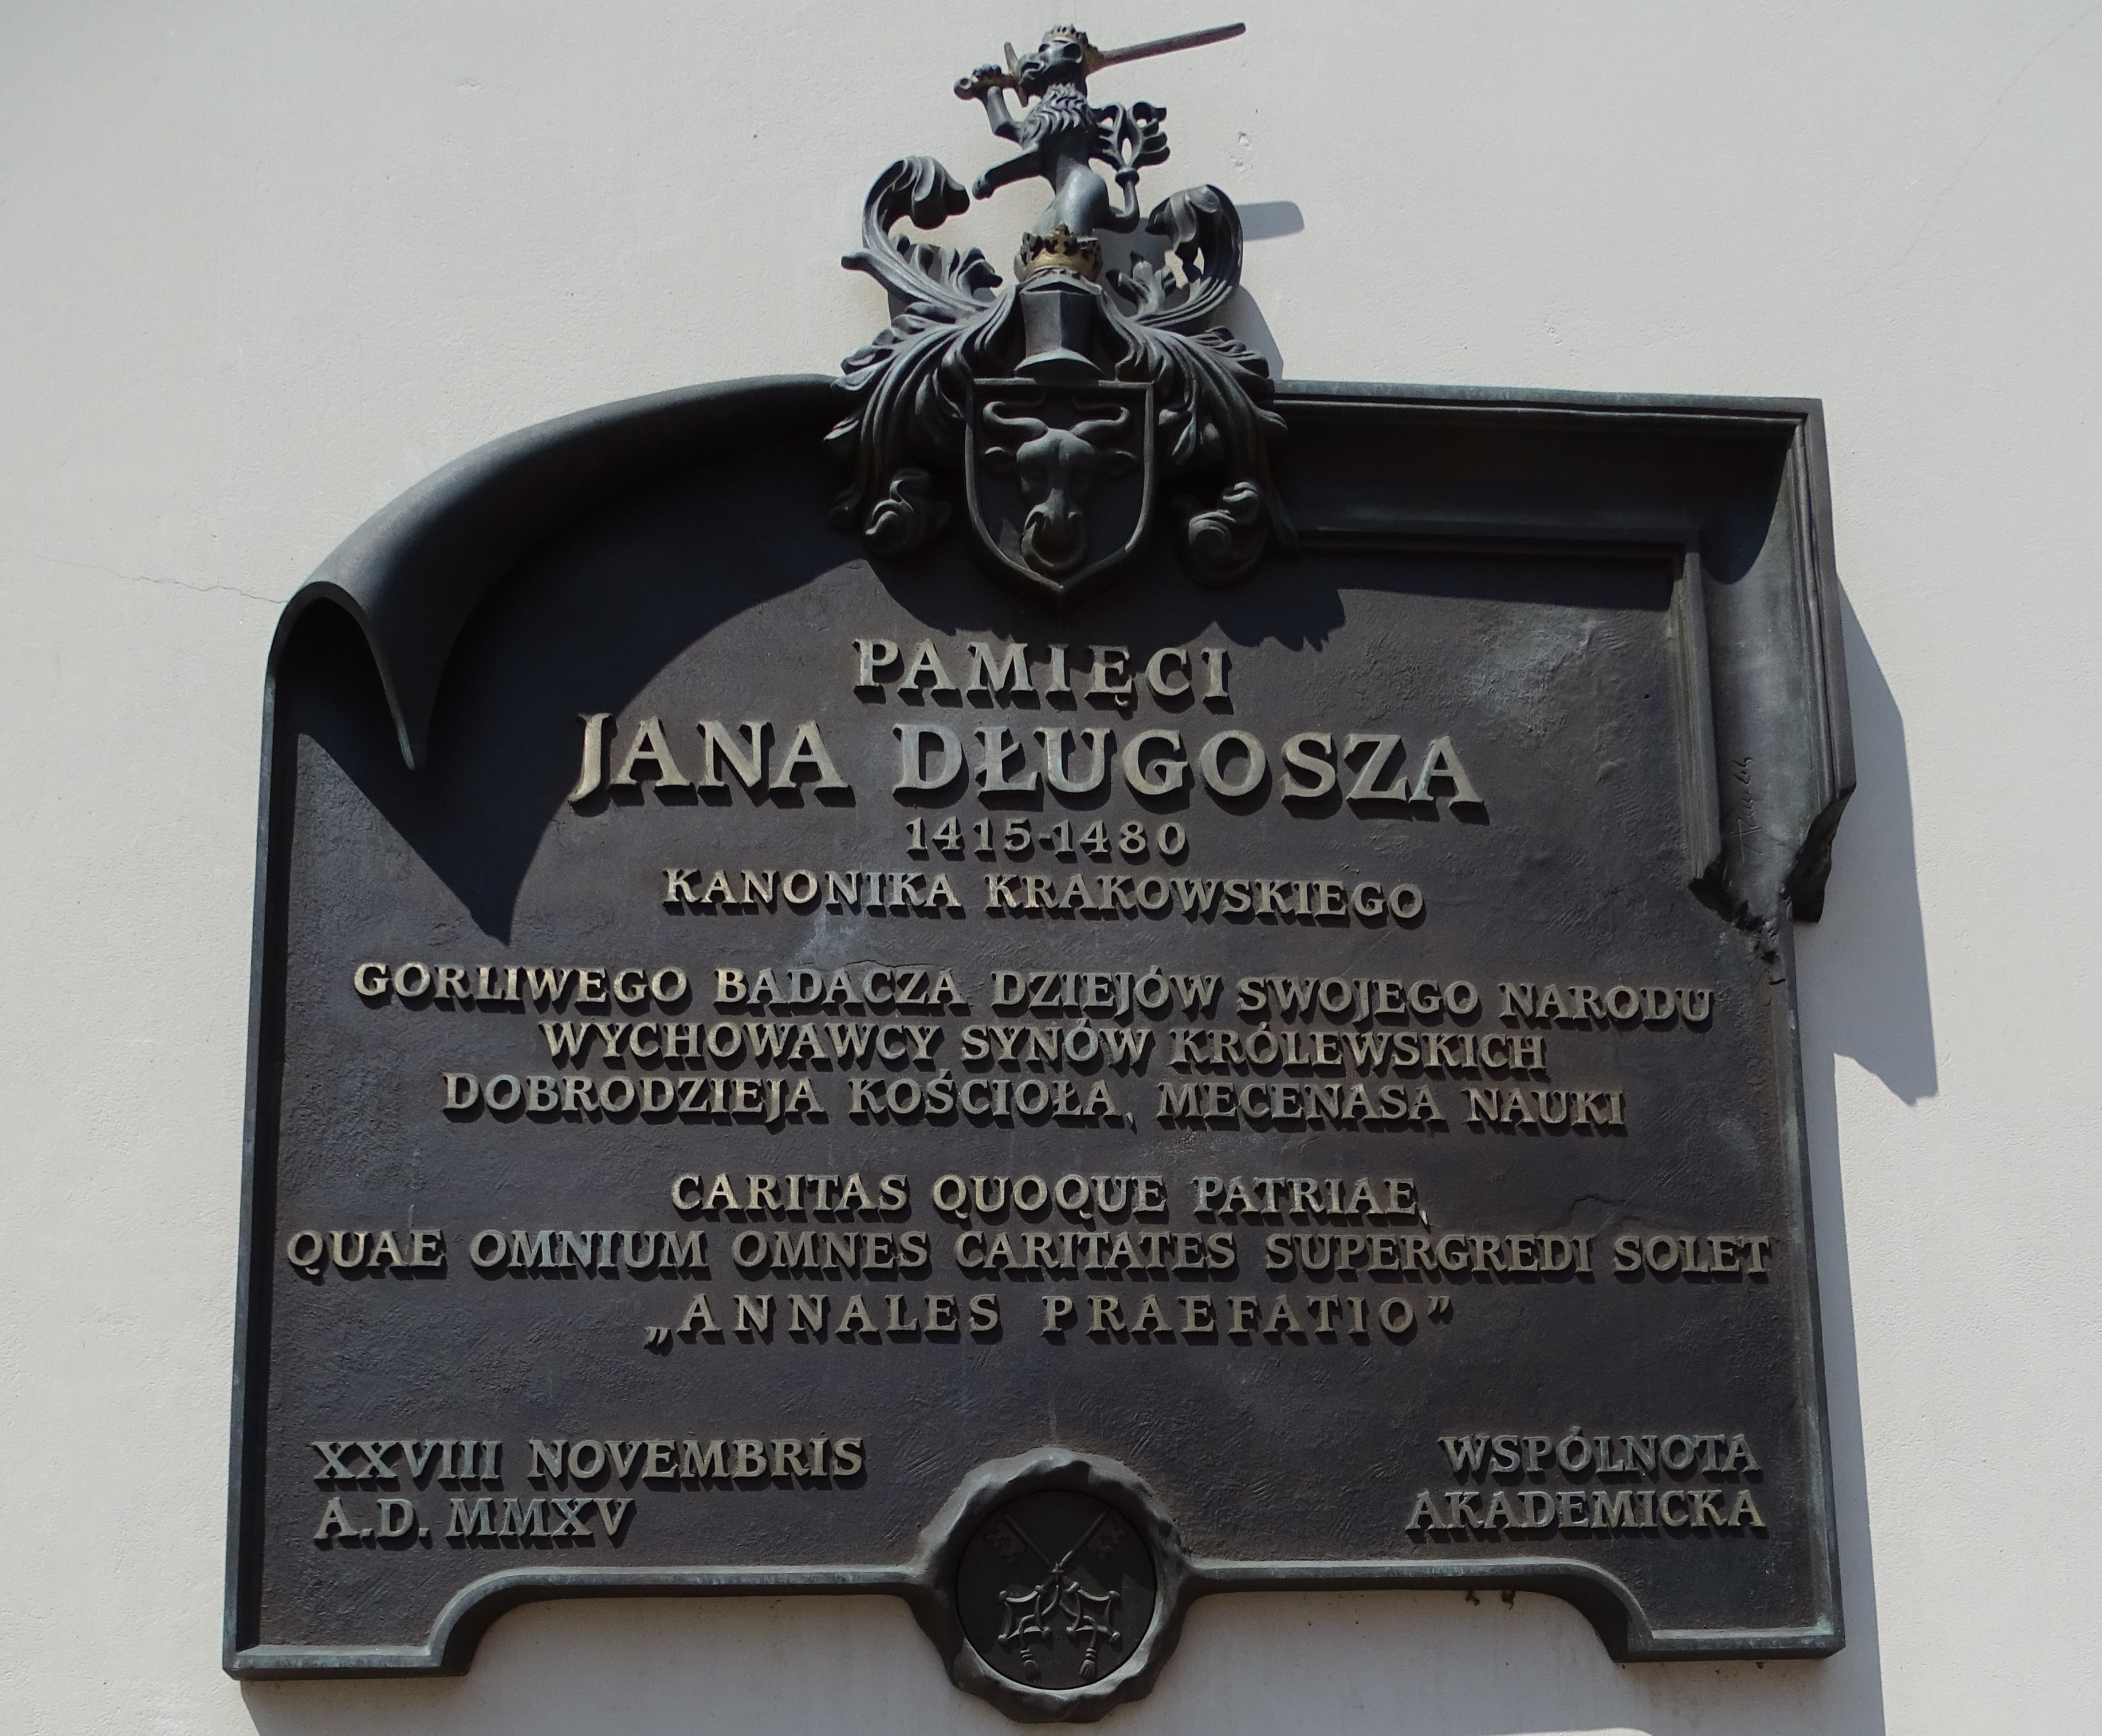 PAMIĘCI
JANA DŁUGOSZA
1415-1480
KANONIKA KRAKOWSKIEGO
GORLIWEGO BADACZA DZIEJÓW SWOJEGO NARODU
WYCHOWAWCY SYNÓW KRÓLEWSKICH
DOBRODZIEJA KOŚCIOŁA, MECENASA NAUKI
CARITAS QUOQUE PATRIAE,
QUAE OMNIUM OMNES CARITATES SUPERGREDI SOLET
„ANNALES PRAEFATIO”
XXVIII NOVEMBRIS
A.D. MMXV
WSPÓLNOTA
AKADEMICKA